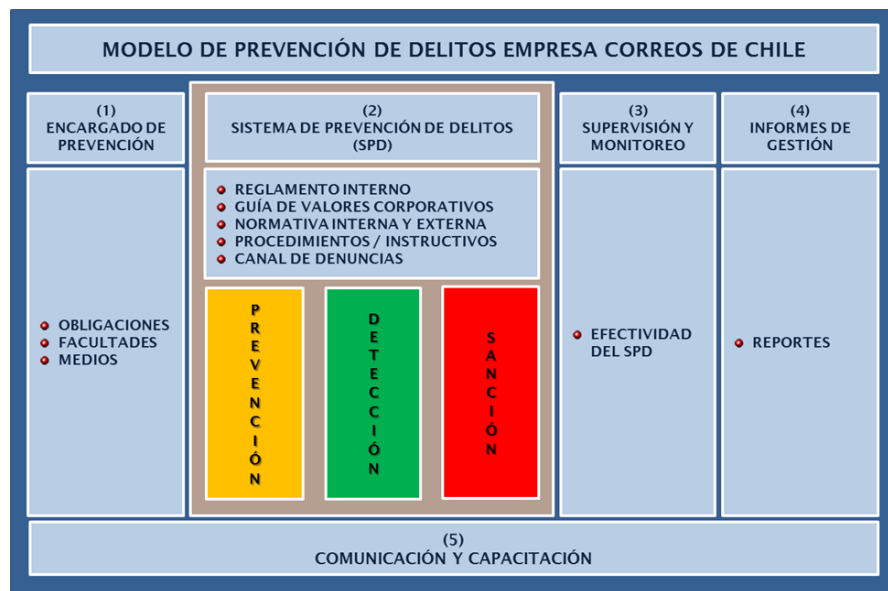 MODELO DE PREVENCIÓN DE DELITOS EMPRESA CORREOS DE CHILE
(1)
ENCARGADO DE
PREVENCIÓN
OBLIGACIONES
FACULTADES
MEDIOS
(2)
SISTEMA DE PREVENCIÓN DE DELITOS
(SPD)
REGLAMENTO INTERNO
GUÍA DE VALORES CORPORATIVOS
NORMATIVA INTERNA Y EXTERNA
PROCEDIMIENTOS / INSTRUCTIVOS
CANAL DE DENUNCIAS
PREVENCIÓN
DETECCIÓN
SANCIÓN
(3)
SUPERVISIÓN Y
MONITOREO
EFECTIVIDAD
DEL SPD
(4)
INFORMES DE
GESTIÓN
REPORTES
(5)
COMUNICACIÓN Y CAPACITACIÓN